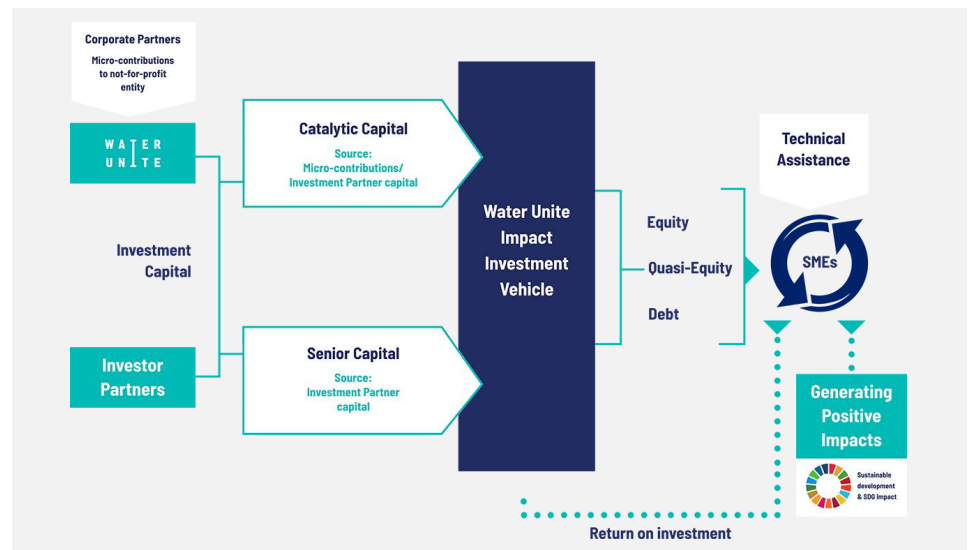 Corporate Partners
Micro-contributions
to not-for-profit
entity
WATER
UNITE
Investment
Capital
Investor
Partners
Catalytic Capital
Source:
Micro-contributions/
Investment Partner capital
Senior Capital
Source:
Investment Partner
capital
Water Unite
Impact
Investment
Vehicle
Equity
Quasi-Equity
Debt
Technical
Assistance
SMEs
Generating
Positive
Impacts
Sustainable
development
& SDG Impact
Return on investment